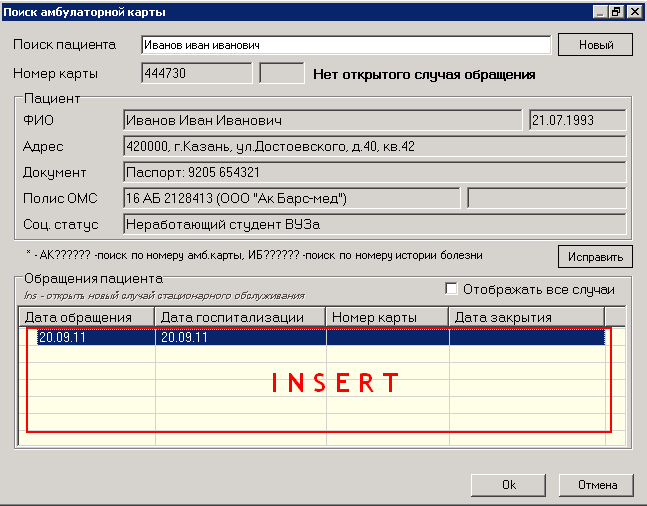 Поиск амбулаторной карты
Поиск пациента Иванов иван иванович Новый
Номер карты 444730 Нет открытого случая обращения
Пациент
ФИО Иванов Иван Иванович 21.07.1993
Адрес 420000, г.Казань, ул.Достоевского, д.40, кв.42
Документ Паспорт: 9205 654321
Полис ОМС 16 АБ 2128413 (ООО "Ак Барс-мед")
Соц. статус Неработающий студент ВУЗа
* - АК?????? -поиск по номеру амб.карты, ИБ?????? -поиск по номеру истории болезни Исправить
Обращения пациента
Ins - открыть новый случай стационарного обслуживания Отображать все случаи
Дата обращения Дата госпитализации Номер карты Дата закрытия
20.09.11 20.09.11
INSERT
Ok Отмена